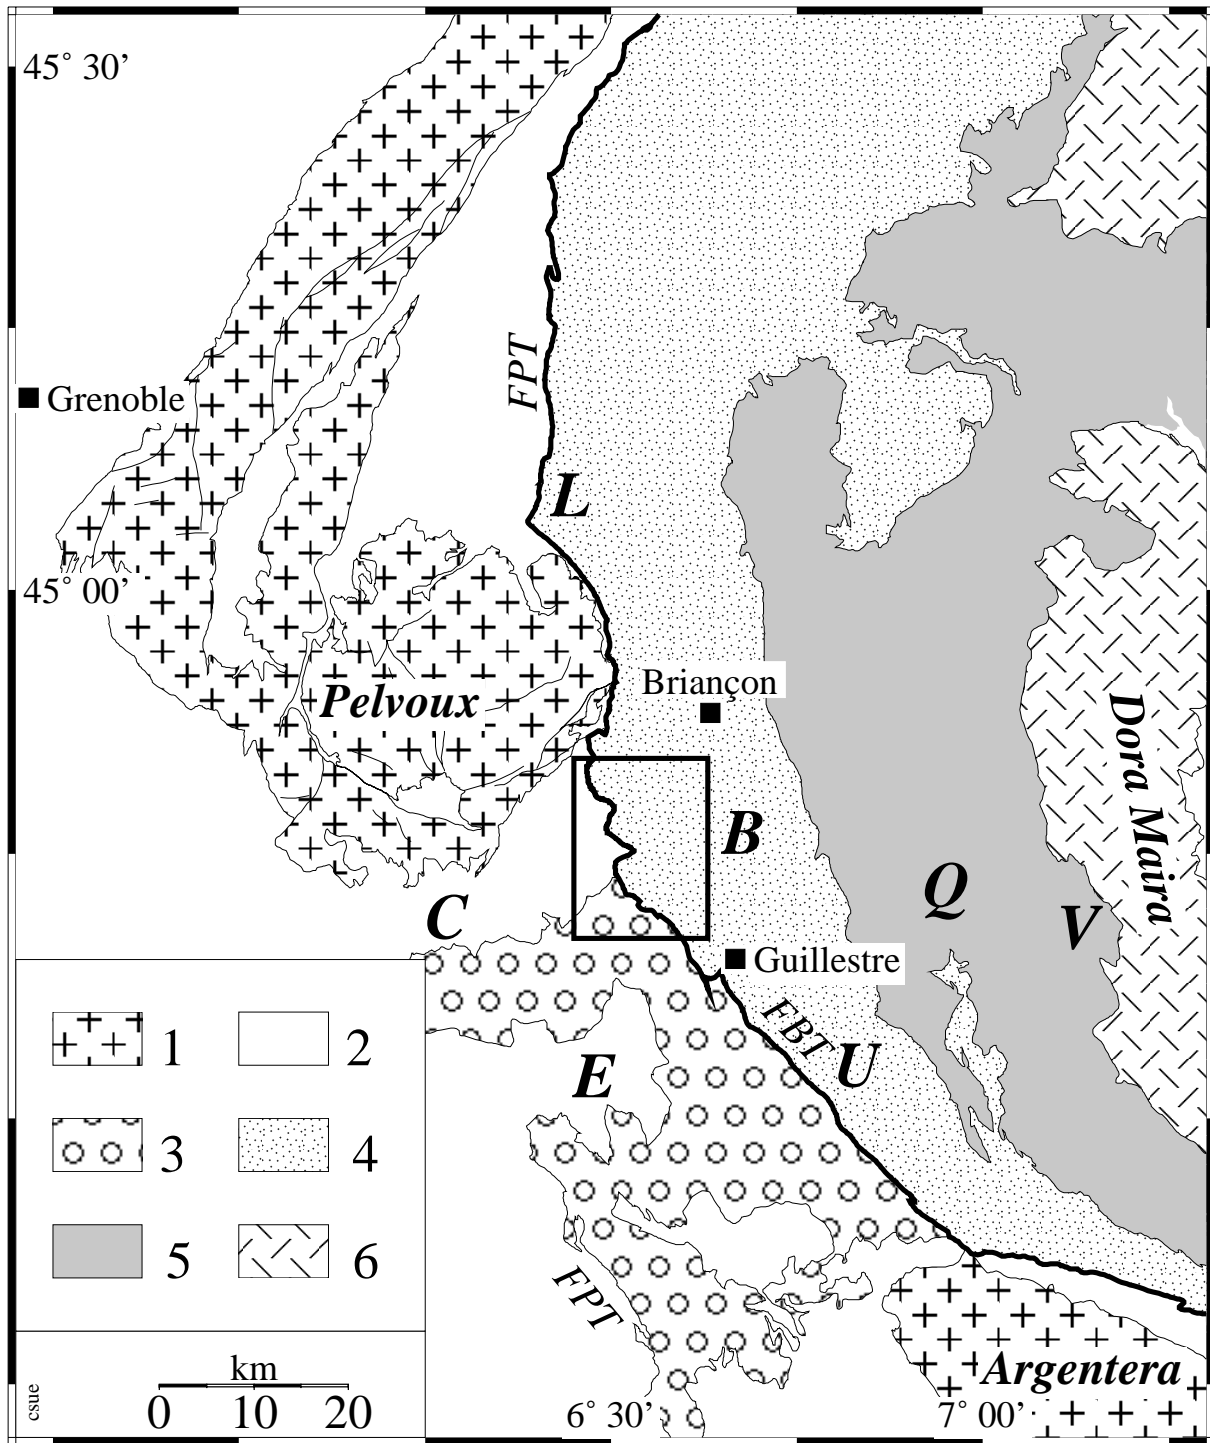 45° 30'
FPT
Grenoble
L
45° 00'
Briançon
Pelvoux
Dora Maira
B
Q
C
V
Guillestre
FBT
U
E
1 2
3 4
5 6
FPT
km
0 10 20
csue
6° 30'
7° 00'
Argentera